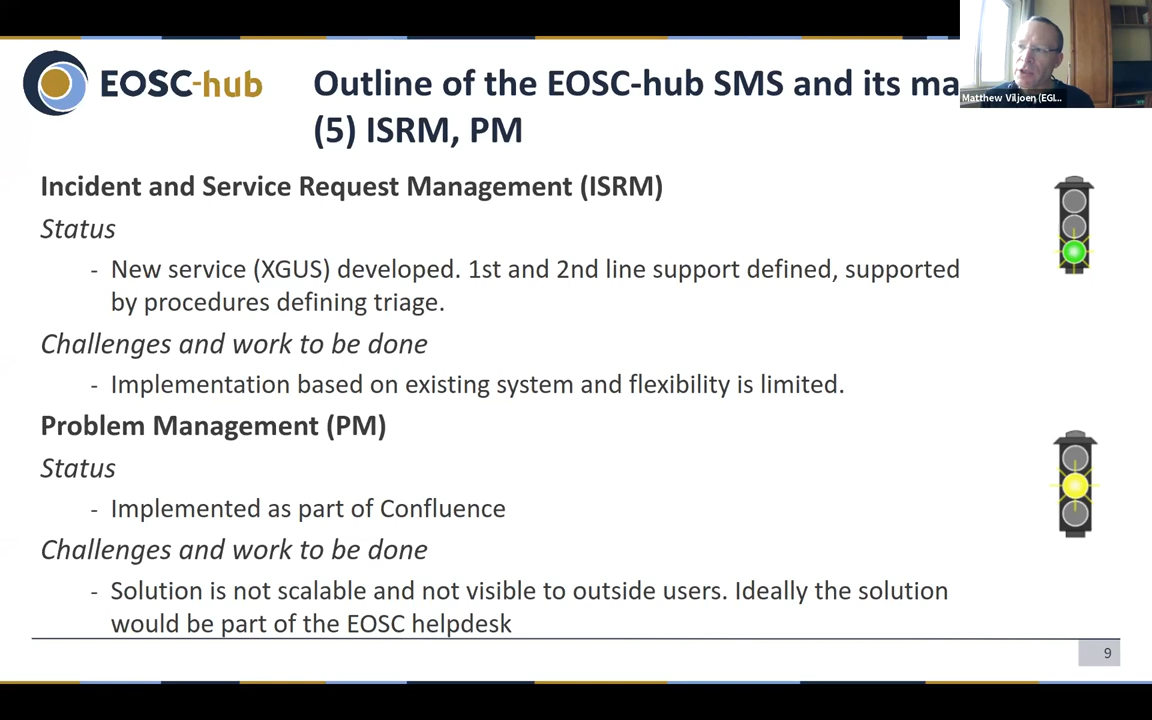 EOSC-hub
Outline of the EOSC-hub SMS and its ma
(5) ISRM, PM
Matthew Viljoen (EGI...
Incident and Service Request Management (ISRM)
Status
- New service (XGUS) developed. 1st and 2nd line support defined, supported
by procedures defining triage.
Challenges and work to be done
- Implementation based on existing system and flexibility is limited.
Problem Management (PM)
Status
- Implemented as part of Confluence
Challenges and work to be done
- Solution is not scalable and not visible to outside users. Ideally the solution
would be part of the EOSC helpdesk
9